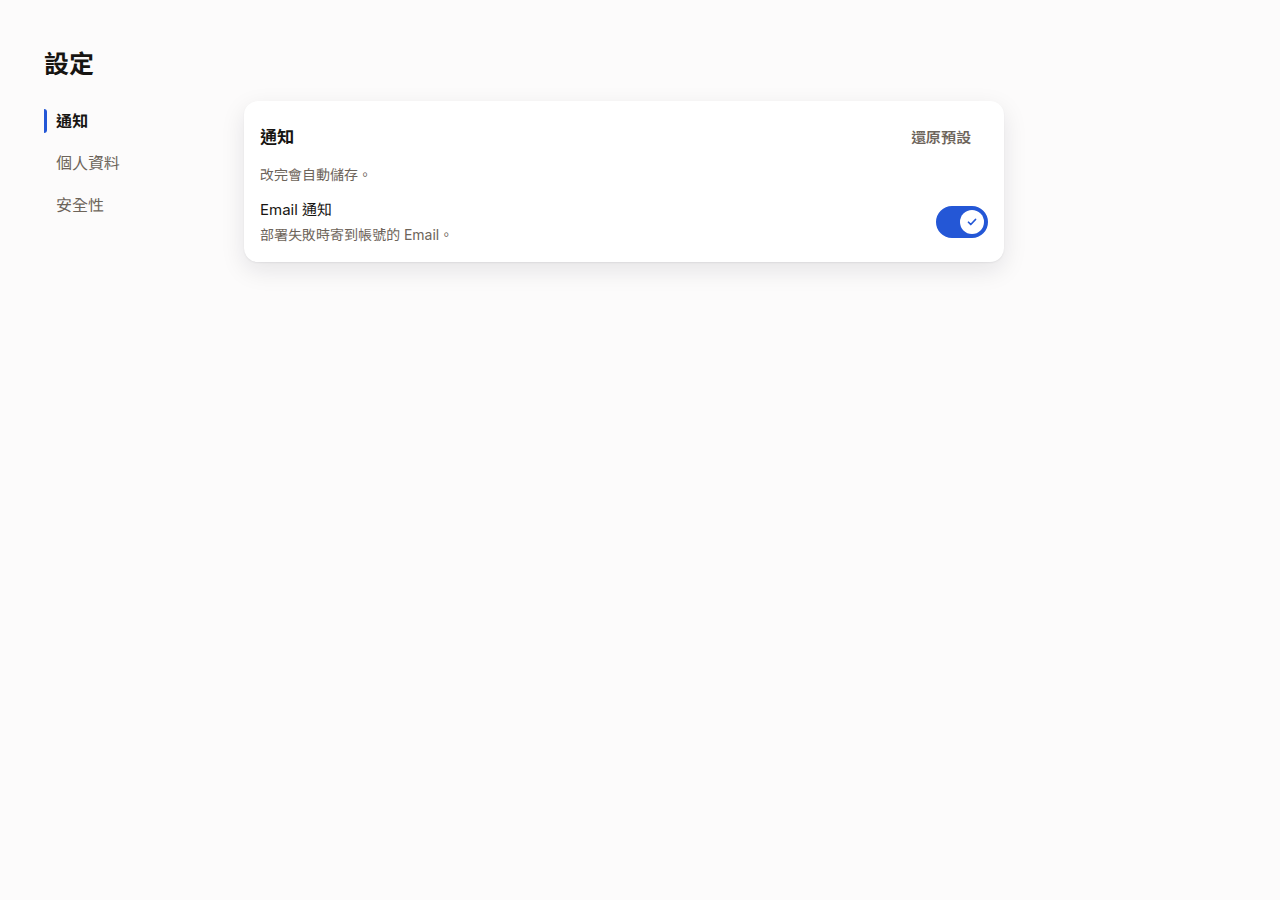 設定
通知
個人資料
安全性
通知
還原預設
改完會自動儲存。
Email 通知
部署失敗時寄到帳號的 Email。